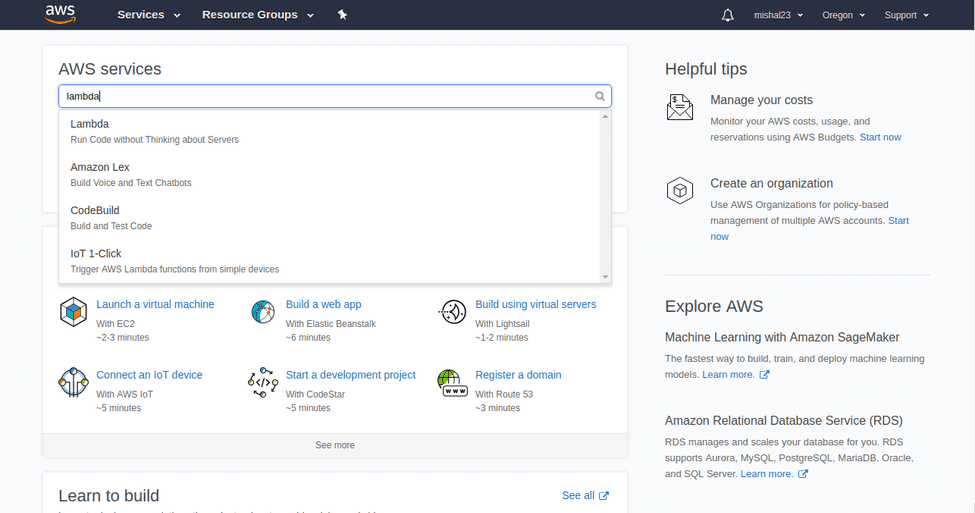 aws
Services
Resource Groups
mishal23
Oregon
Support
AWS services
lambda
Lambda
Run Code without Thinking about Servers
Amazon Lex
Build Voice and Text Chatbots
CodeBuild
Build and Test Code
IoT 1-Click
Trigger AWS Lambda functions from simple devices
Launch a virtual machine
With EC2
~2-3 minutes
Build a web app
With Elastic Beanstalk
~6 minutes
Build using virtual servers
With Lightsail
~1-2 minutes
Connect an IoT device
With AWS IoT
~5 minutes
Start a development project
With CodeStar
~5 minutes
Register a domain
With Route 53
~3 minutes
See more
Learn to build
See all
Helpful tips
Manage your costs
Monitor your AWS costs, usage, and
reservations using AWS Budgets. Start now
Create an organization
Use AWS Organizations for policy-based
management of multiple AWS accounts. Start
now
Explore AWS
Machine Learning with Amazon SageMaker
The fastest way to build, train, and deploy machine learning
models. Learn more.
Amazon Relational Database Service (RDS)
RDS manages and scales your database for you. RDS
supports Aurora, MySQL, PostgreSQL, MariaDB, Oracle,
and SQL Server. Learn more.